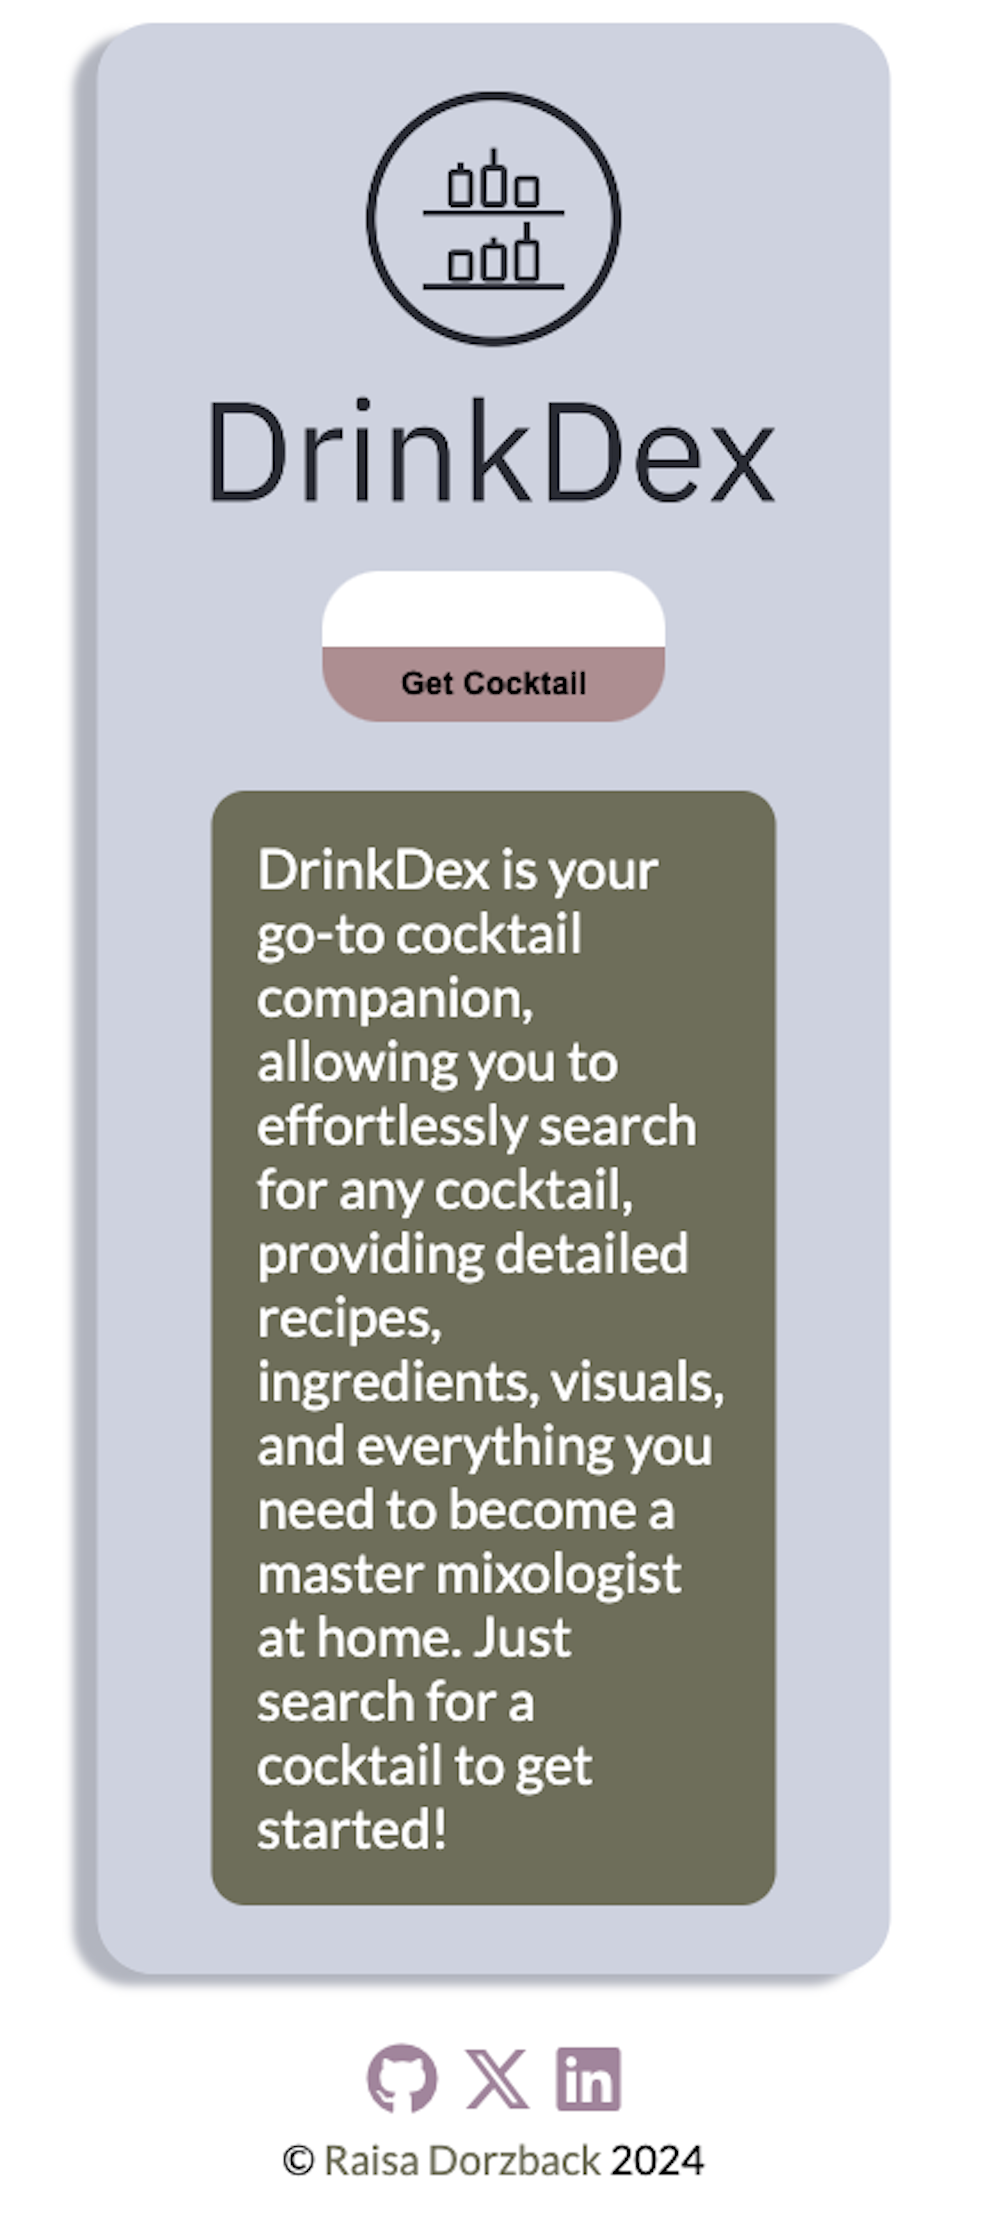 DrinkDex
Get Cocktail
DrinkDex is your
go-to cocktail
companion,
allowing you to
effortlessly search
for any cocktail,
providing detailed
recipes,
ingredients, visuals,
and everything you
need to become a
master mixologist
at home. Just
search for a
cocktail to get
started!
© Raisa Dorzback 2024